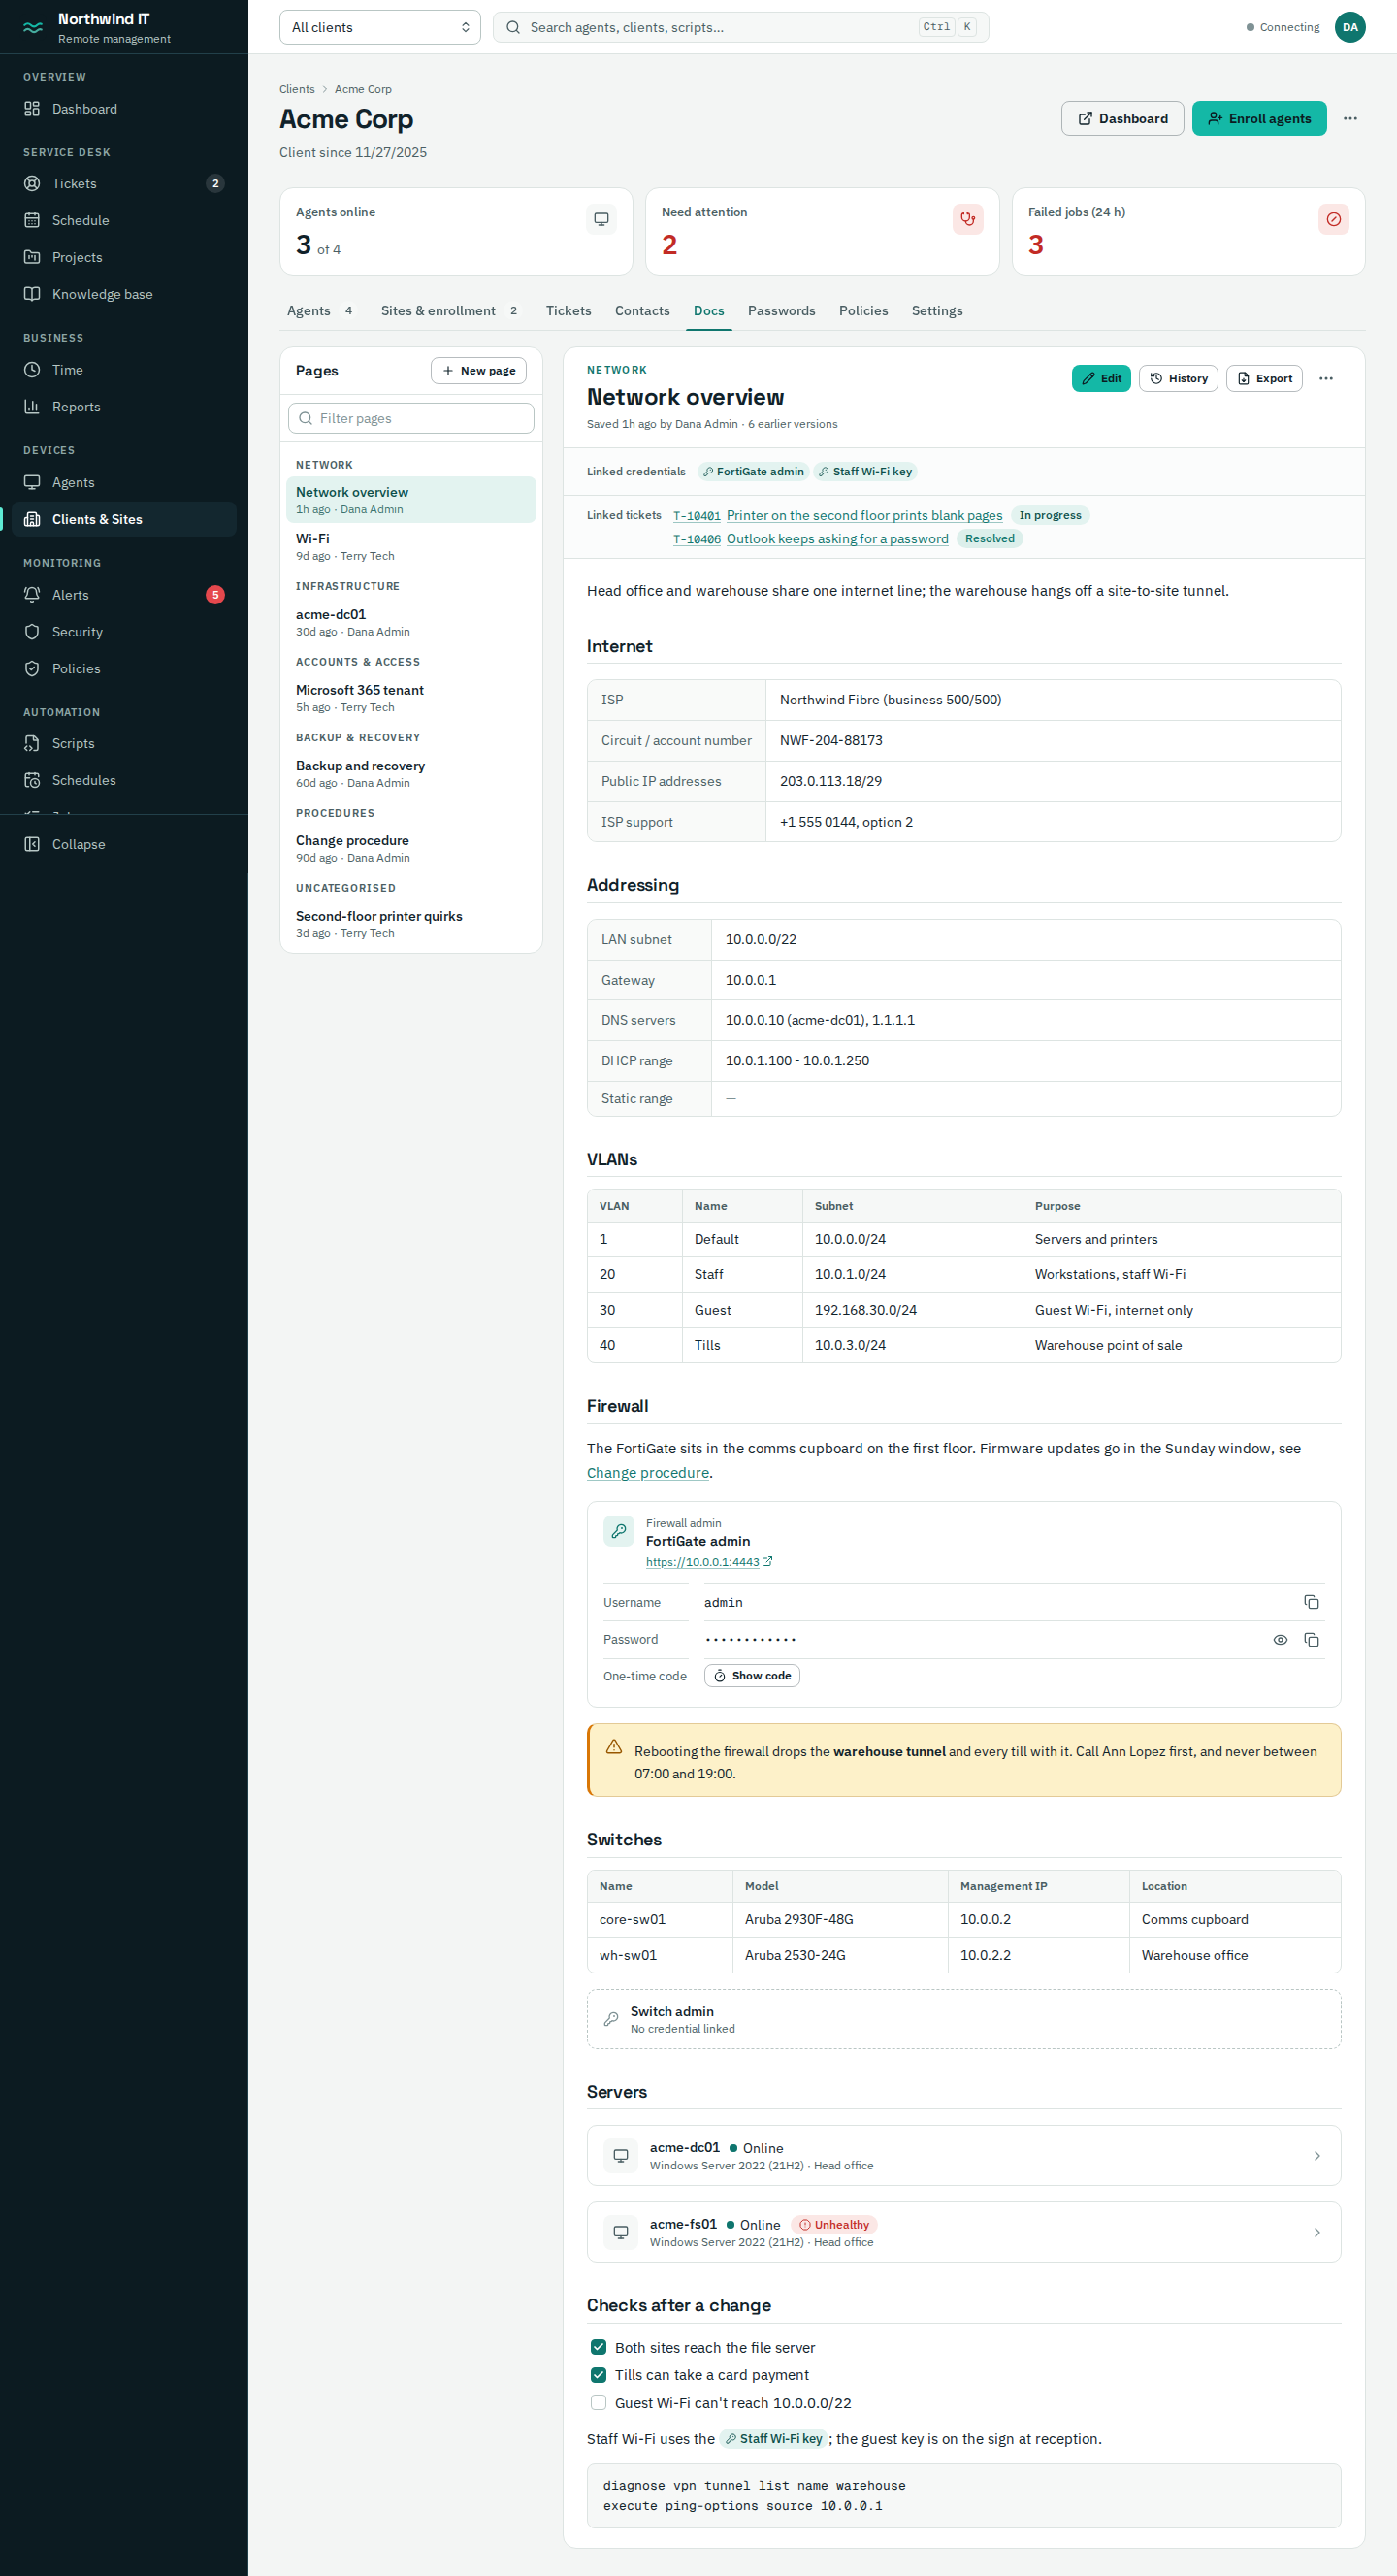 Northwind IT
Remote management
All clients
Search agents, clients, scripts...
Ctrl K
Connecting
DA
OVERVIEW
Dashboard
SERVICE DESK
Tickets 2
Schedule
Projects
Knowledge base
BUSINESS
Time
Reports
DEVICES
Agents
Clients & Sites
MONITORING
Alerts 5
Security
Policies
AUTOMATION
Scripts
Schedules
Collapse
Clients > Acme Corp
Acme Corp
Client since 11/27/2025
Dashboard
Enroll agents
Agents online
3 of 4
Need attention
2
Failed jobs (24 h)
3
Agents 4
Sites & enrollment 2
Tickets
Contacts
Docs
Passwords
Policies
Settings
Pages
New page
Filter pages
NETWORK
Network overview
1h ago · Dana Admin
Wi-Fi
9d ago · Terry Tech
INFRASTRUCTURE
acme-dc01
30d ago · Dana Admin
ACCOUNTS & ACCESS
Microsoft 365 tenant
5h ago · Terry Tech
BACKUP & RECOVERY
Backup and recovery
60d ago · Dana Admin
PROCEDURES
Change procedure
90d ago · Dana Admin
UNCATEGORISED
Second-floor printer quirks
3d ago · Terry Tech
NETWORK
Network overview
Saved 1h ago by Dana Admin · 6 earlier versions
Edit
History
Export
Linked credentials FortiGate admin Staff Wi-Fi key
Linked tickets T-10401 Printer on the second floor prints blank pages In progress
T-10406 Outlook keeps asking for a password Resolved
Head office and warehouse share one internet line; the warehouse hangs off a site-to-site tunnel.
Internet
ISP Northwind Fibre (business 500/500)
Circuit / account number NWF-204-88173
Public IP addresses 203.0.113.18/29
ISP support +1 555 0144, option 2
Addressing
LAN subnet 10.0.0.0/22
Gateway 10.0.0.1
DNS servers 10.0.0.10 (acme-dc01), 1.1.1.1
DHCP range 10.0.1.100 - 10.0.1.250
Static range —
VLANs
VLAN Name Subnet Purpose
1 Default 10.0.0.0/24 Servers and printers
20 Staff 10.0.1.0/24 Workstations, staff Wi-Fi
30 Guest 192.168.30.0/24 Guest Wi-Fi, internet only
40 Tills 10.0.3.0/24 Warehouse point of sale
Firewall
The FortiGate sits in the comms cupboard on the first floor. Firmware updates go in the Sunday window, see
Change procedure.
Firewall admin
FortiGate admin
https://10.0.0.1:4443
Username admin
Password ••••••••••••
One-time code Show code
Rebooting the firewall drops the warehouse tunnel and every till with it. Call Ann Lopez first, and never between
07:00 and 19:00.
Switches
Name Model Management IP Location
core-sw01 Aruba 2930F-48G 10.0.0.2 Comms cupboard
wh-sw01 Aruba 2530-24G 10.0.2.2 Warehouse office
Switch admin
No credential linked
Servers
acme-dc01 Online
Windows Server 2022 (21H2) · Head office
acme-fs01 Online Unhealthy
Windows Server 2022 (21H2) · Head office
Checks after a change
Both sites reach the file server
Tills can take a card payment
Guest Wi-Fi can't reach 10.0.0.0/22
Staff Wi-Fi uses the Staff Wi-Fi key; the guest key is on the sign at reception.
diagnose vpn tunnel list name warehouse
execute ping-options source 10.0.0.1